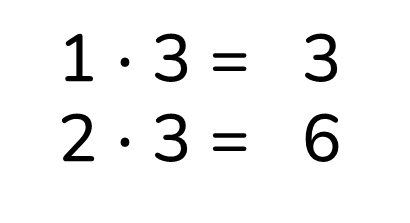 1 · 3 = 3
2 · 3 = 6